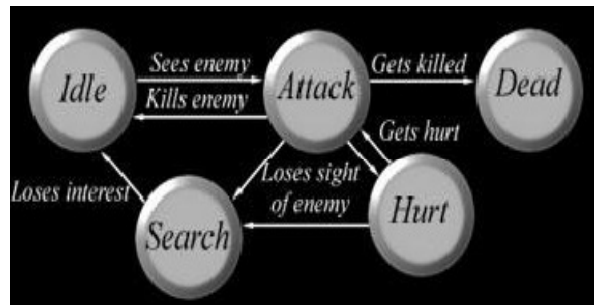 Idle
Sees enemy
Kills enemy
Attack
Gets killed
Dead
Gets hurt
Loses interest
Loses sight
of enemy
Search
Hurt